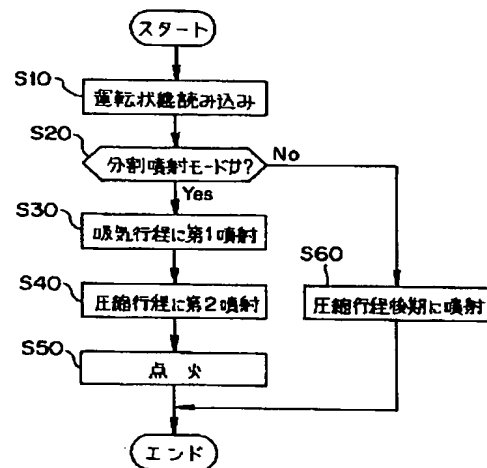 スタート
S10
運転状態読み込み
S20
分割噴射モードか?
No
Yes
S30
吸気行程に第1噴射
S60
S40
圧縮行程に第2噴射
圧縮行程後期に噴射
S50
点火
エンド